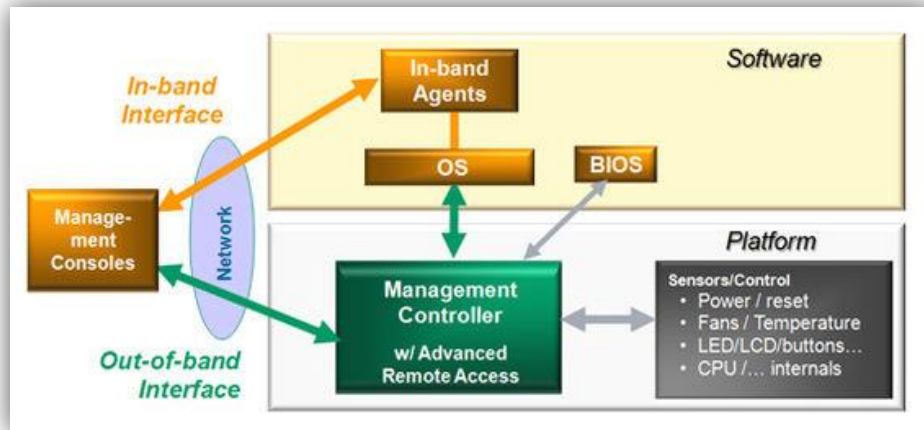 Software
In-band
Interface
In-band
Agents
OS
BIOS
Manage-
ment
Consoles
Network
Platform
Management
Controller
w/ Advanced
Remote Access
Sensors/Control
• Power / reset
• Fans / Temperature
• LED/LCD/buttons...
• CPU /... internals
Out-of-band
Interface